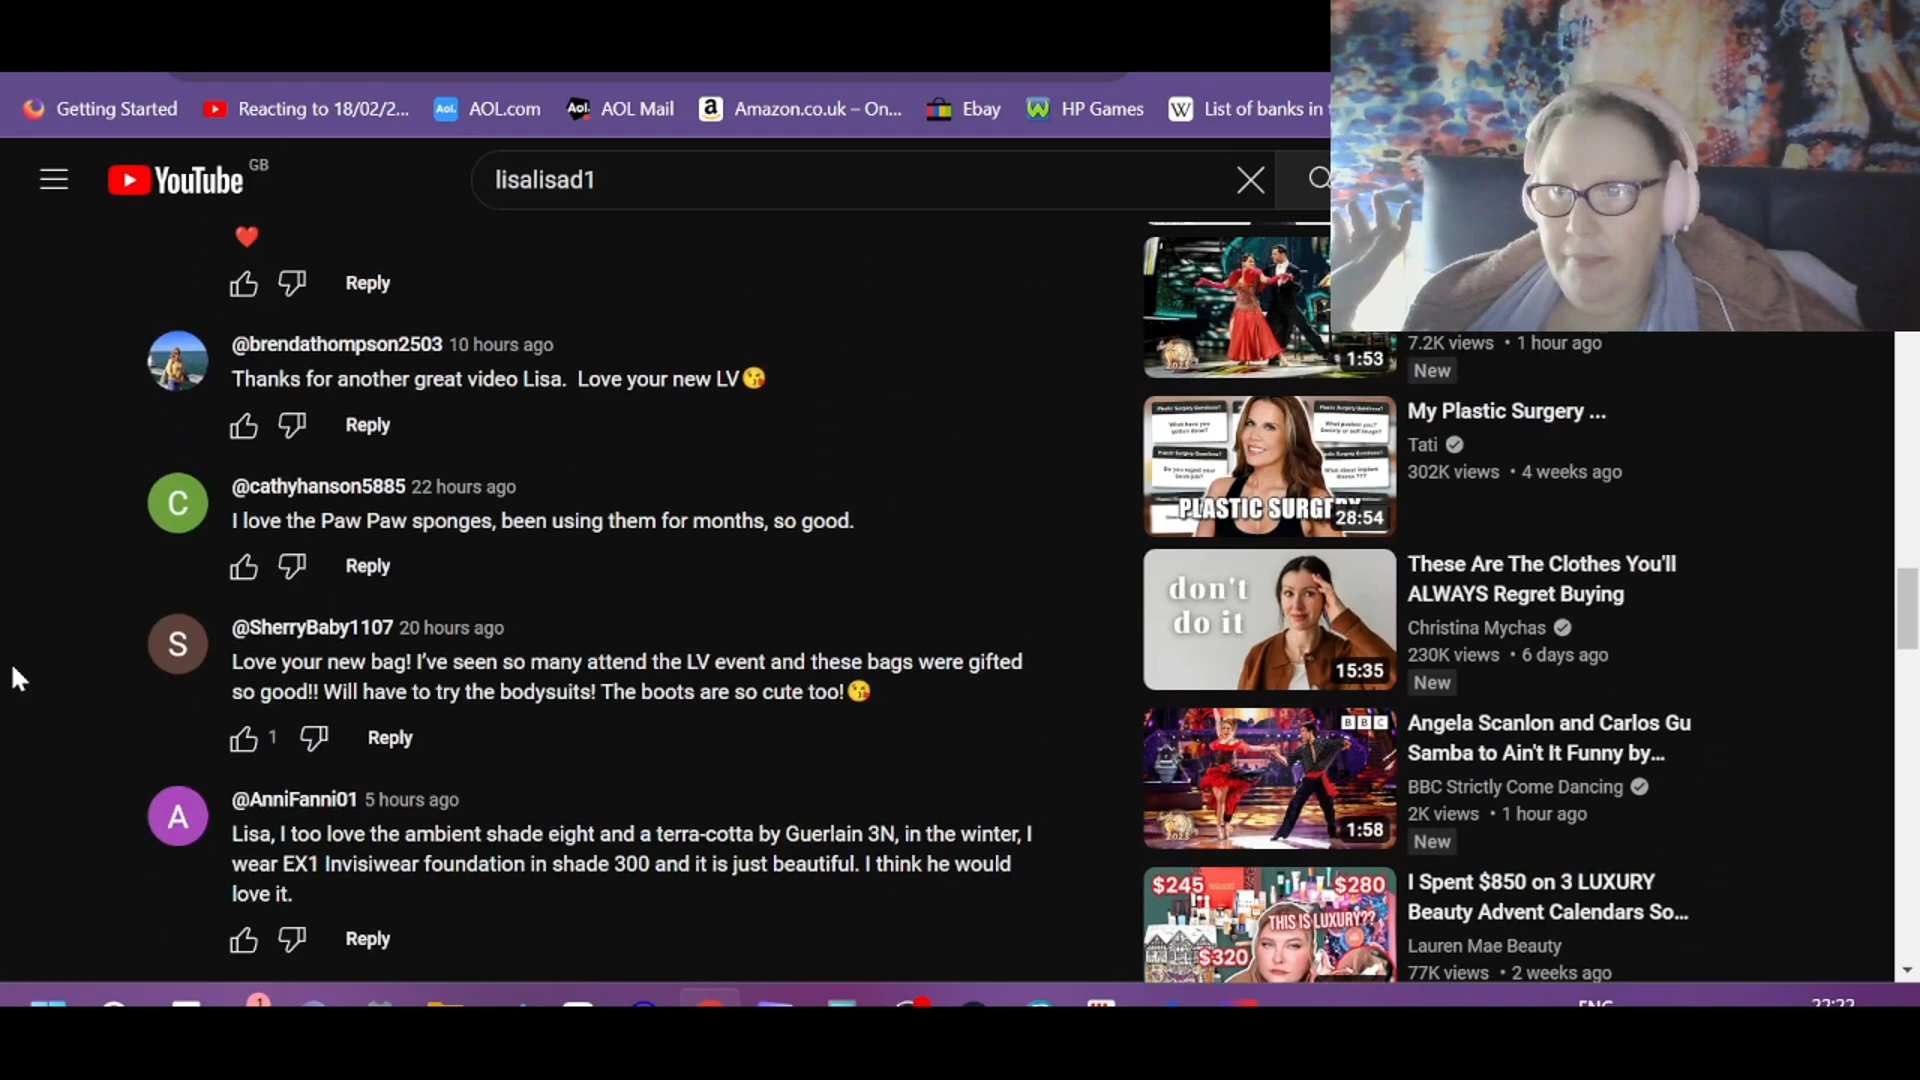 Getting Started
Reacting to 18/02/2...
Aol. AOL.com
Aol. AOL Mail
a Amazon.co.uk – On...
Ebay
HP Games
W List of banks in
YouTube GB
lisalisad1
❤️
Reply
@brendathompson2503 10 hours ago
Thanks for another great video Lisa. Love your new LV😘
Reply
C
@cathyhanson5885 22 hours ago
I love the Paw Paw sponges, been using them for months, so good.
Reply
S
@SherryBaby1107 20 hours ago
Love your new bag! I've seen so many attend the LV event and these bags were gifted
so good!! Will have to try the bodysuits! The boots are so cute too!😘
1
Reply
A
@AnniFanni01 5 hours ago
Lisa, I too love the ambient shade eight and a terra-cotta by Guerlain 3N, in the winter, I
wear EX1 Invisiwear foundation in shade 300 and it is just beautiful. I think he would
love it.
Reply
1:53
7.2K views • 1 hour ago
New
PLASTIC SURGE
28:54
My Plastic Surgery ...
Tati
302K views • 4 weeks ago
don't
do it
15:35
These Are The Clothes You'll
ALWAYS Regret Buying
Christina Mychas
230K views • 6 days ago
New
BBC
1:58
Angela Scanlon and Carlos Gu
Samba to Ain't It Funny by...
BBC Strictly Come Dancing
2K views • 1 hour ago
New
$245
$280
THIS IS LUXURY??
$320
I Spent $850 on 3 LUXURY
Beauty Advent Calendars So...
Lauren Mae Beauty
77K views • 2 weeks ago
1
ENG
22:22